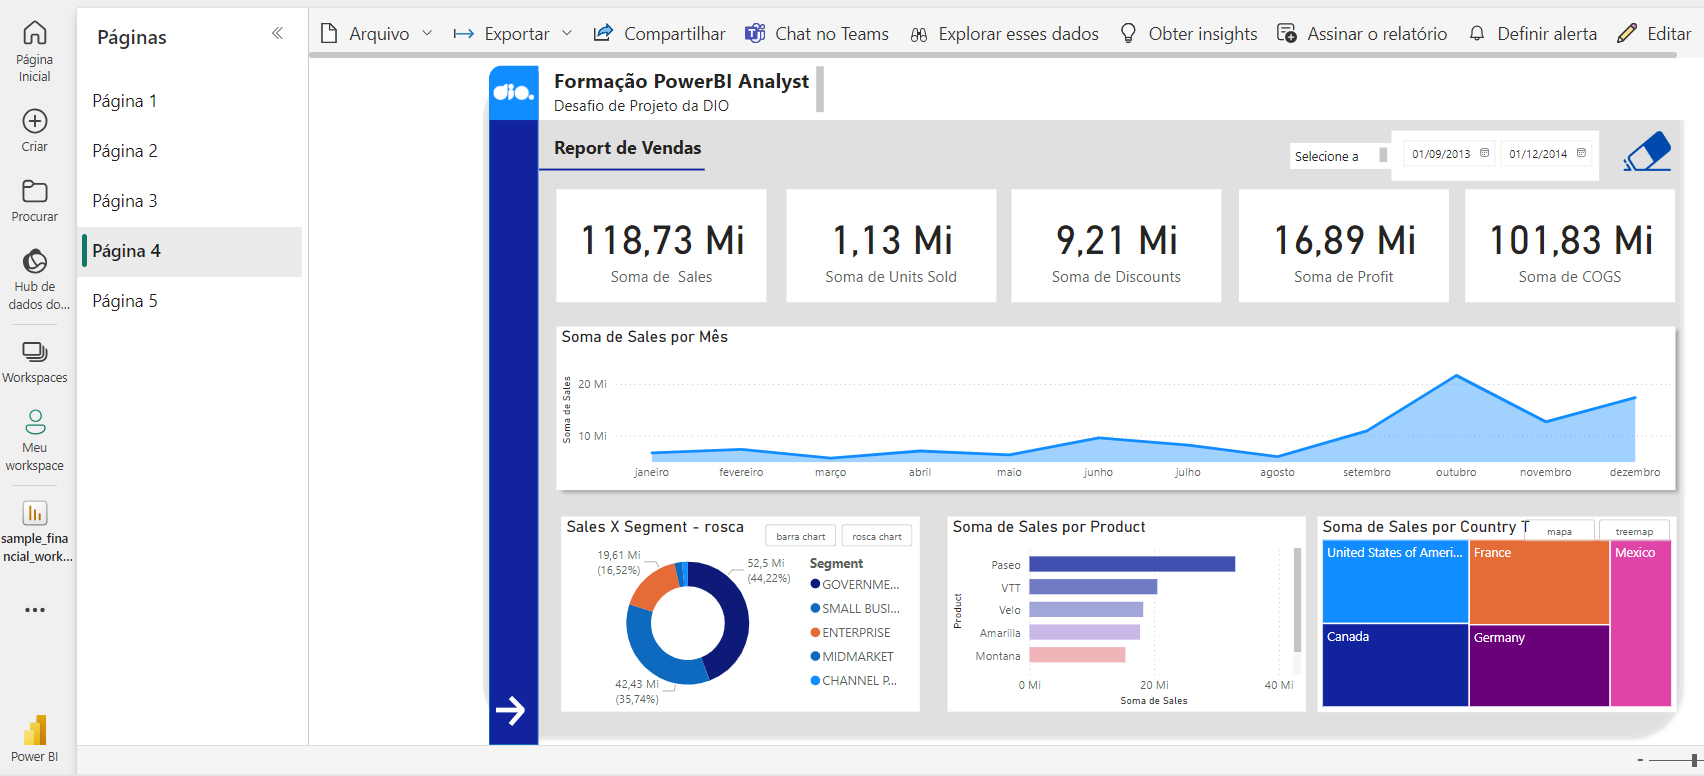 Página Inicial
Criar
Procurar
Hub de dados do...
Workspaces
Meu workspace
sample_fina ncial_work...
Power BI
Páginas
Página 1
Página 2
Página 3
Página 4
Página 5
Arquivo
Exportar
Compartilhar
Chat no Teams
Explorar esses dados
Obter insights
Assinar o relatório
Definir alerta
Editar
dio.
Formação PowerBI Analyst
Desafio de Projeto da DIO
Report de Vendas
Selecione a
01/09/2013
01/12/2014
118,73 Mi
Soma de Sales
1,13 Mi
Soma de Units Sold
9,21 Mi
Soma de Discounts
16,89 Mi
Soma de Profit
101,83 Mi
Soma de COGS
Soma de Sales por Mês
Soma de Sales
20 Mi
10 Mi
janeiro fevereiro março abril maio junho julho agosto setembro outubro novembro dezembro
Sales X Segment - rosca
barra chart
rosca chart
19,61 Mi
(16,52%)
52,5 Mi
(44,22%)
42,43 Mi
(35,74%)
Segment
GOVERNME...
SMALL BUSI...
ENTERPRISE
MIDMARKET
CHANNEL P...
Soma de Sales por Product
Product
Paseo
VTT
Velo
Amarilla
Montana
0 Mi 20 Mi 40 Mi
Soma de Sales
Soma de Sales por Country T
mapa
treemap
United States of Ameri...
France
Mexico
Canada
Germany